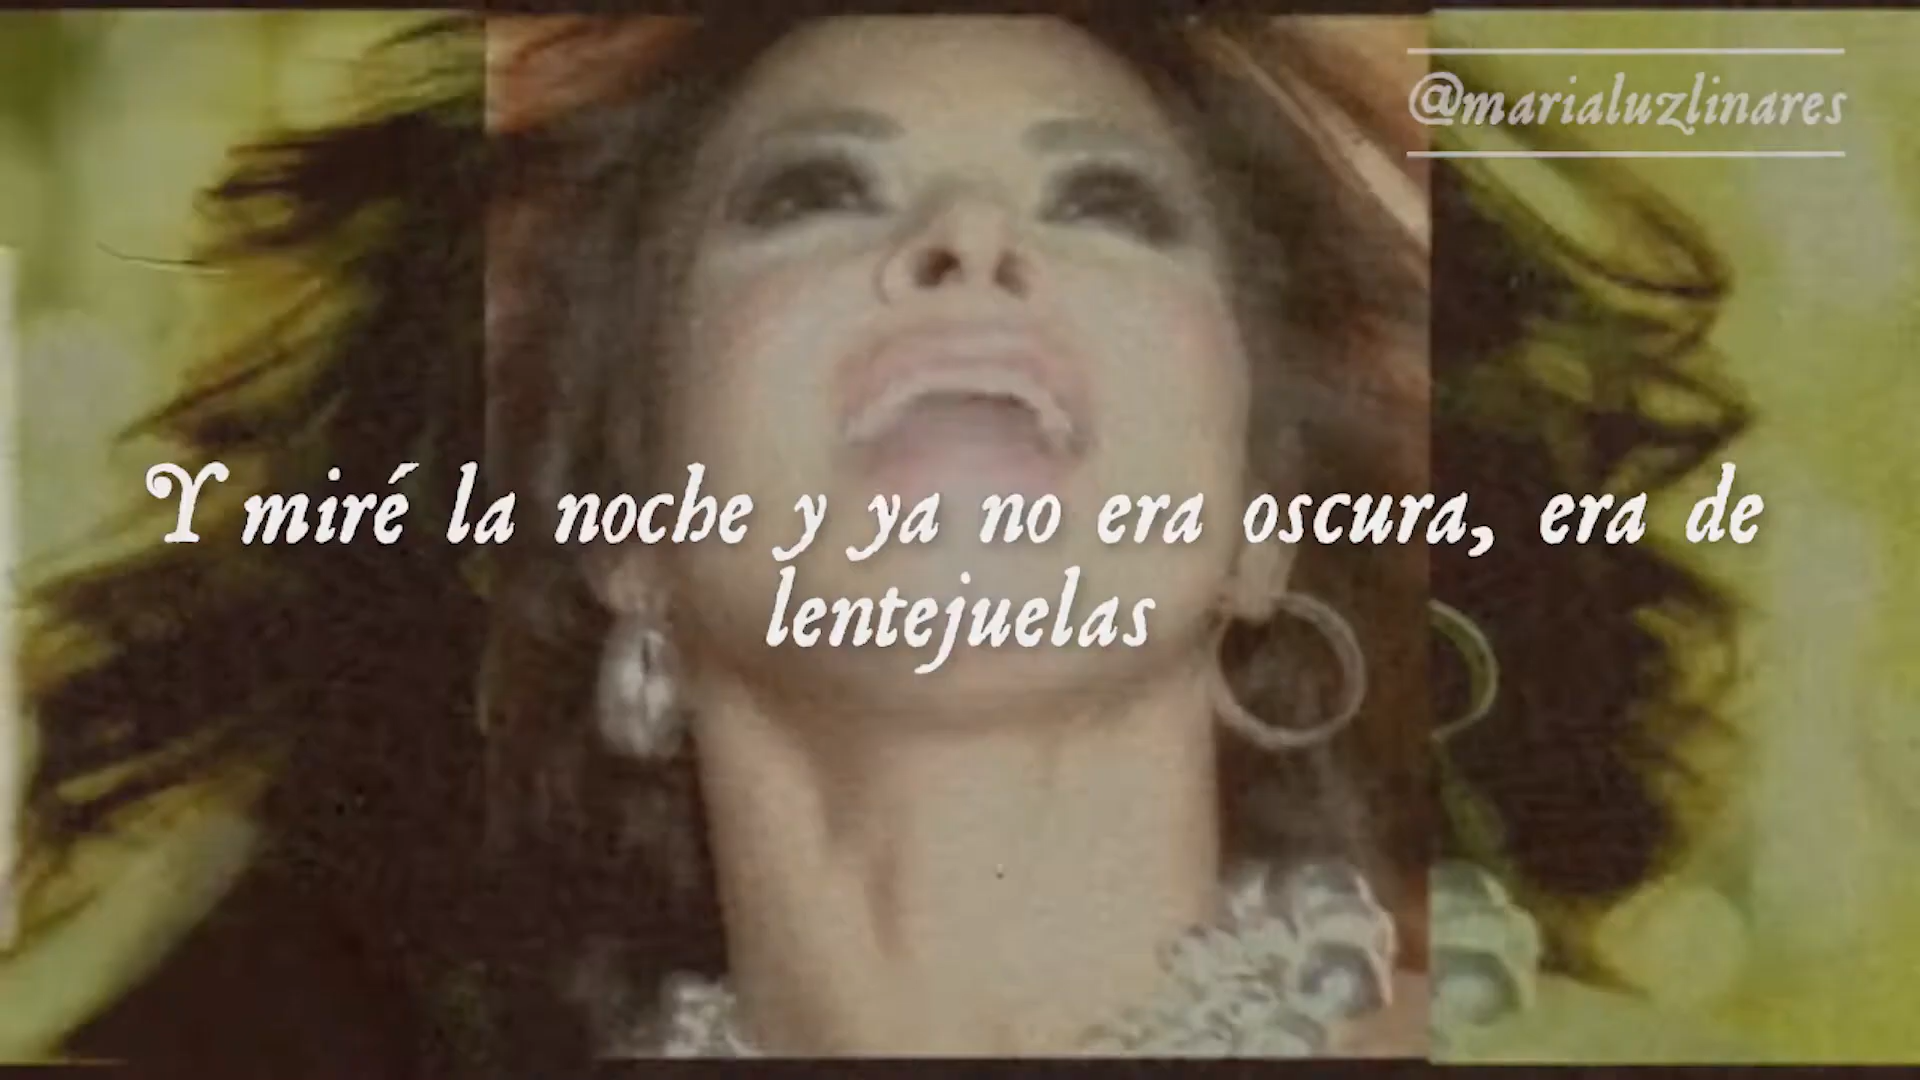 @marialuzlinares
Y miré la noche y ya no era oscura, era de
lentejuelas